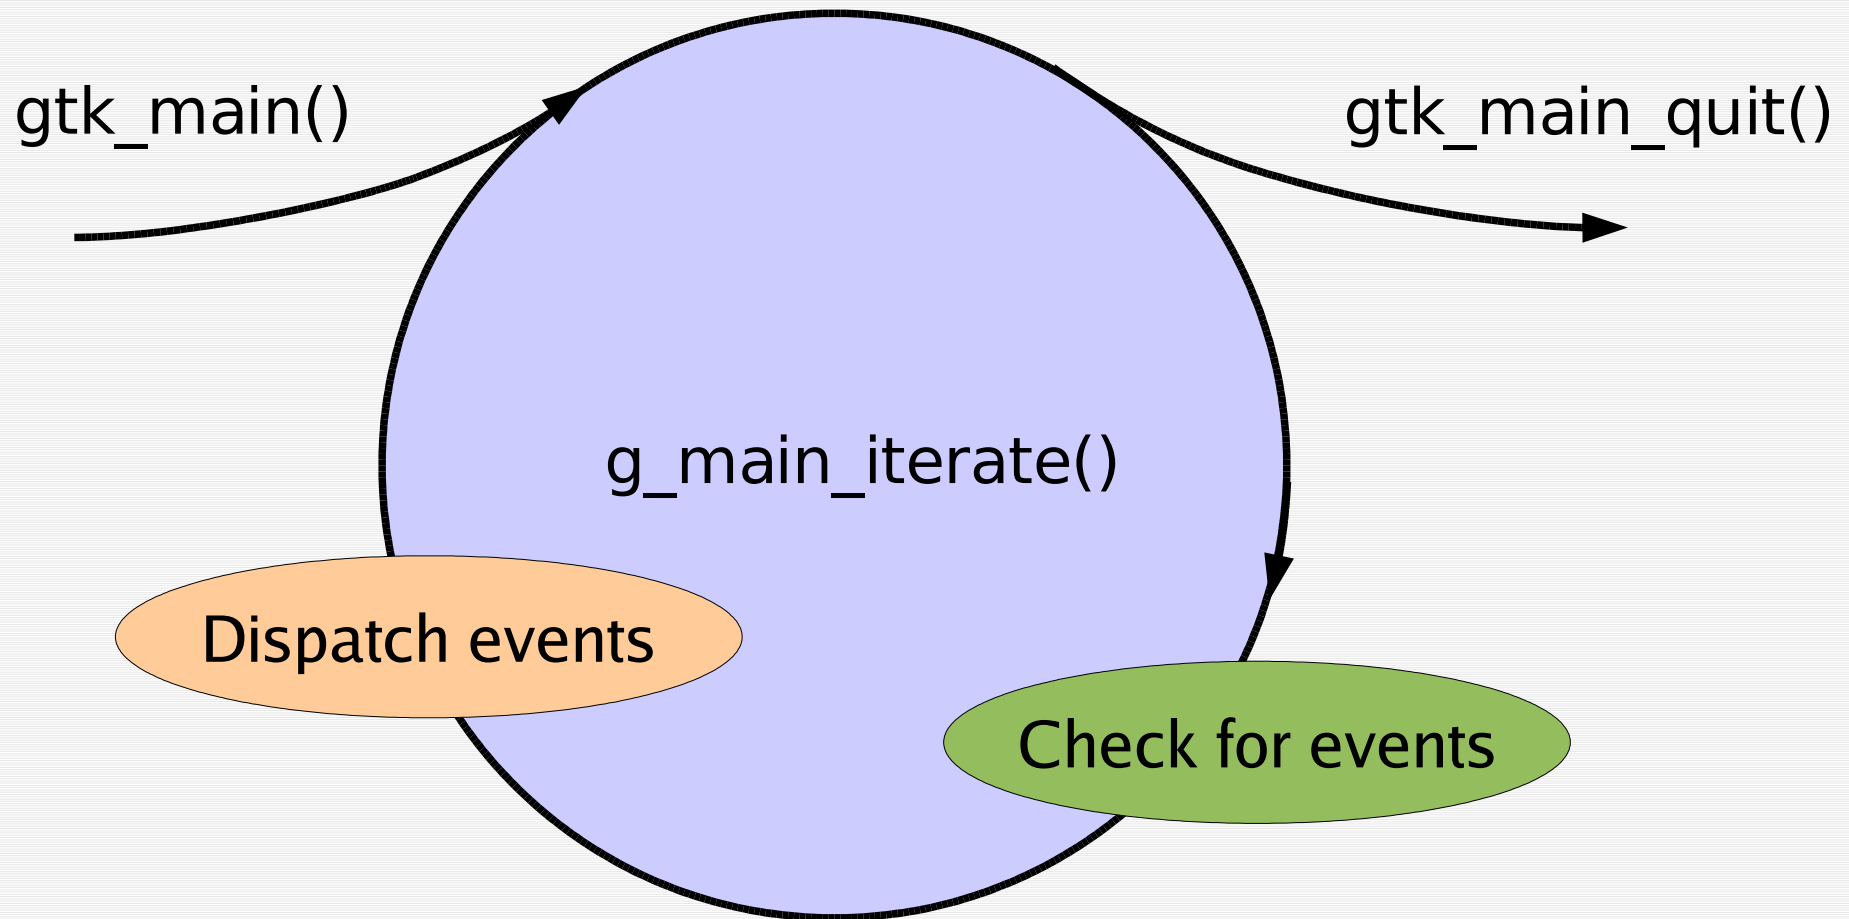 gtk_main()
gtk_main_quit()
g_main_iterate()
Dispatch events
Check for events